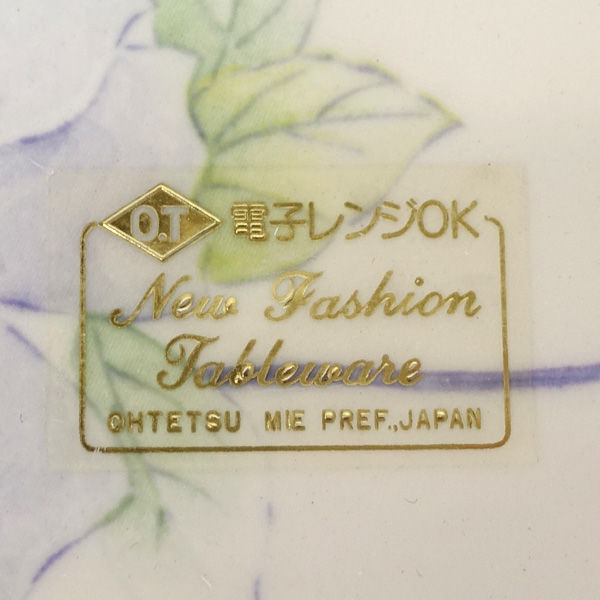 O.T 電子レンジOK
New Fashion
Tableware
OHTETSU MIE PREF.,JAPAN